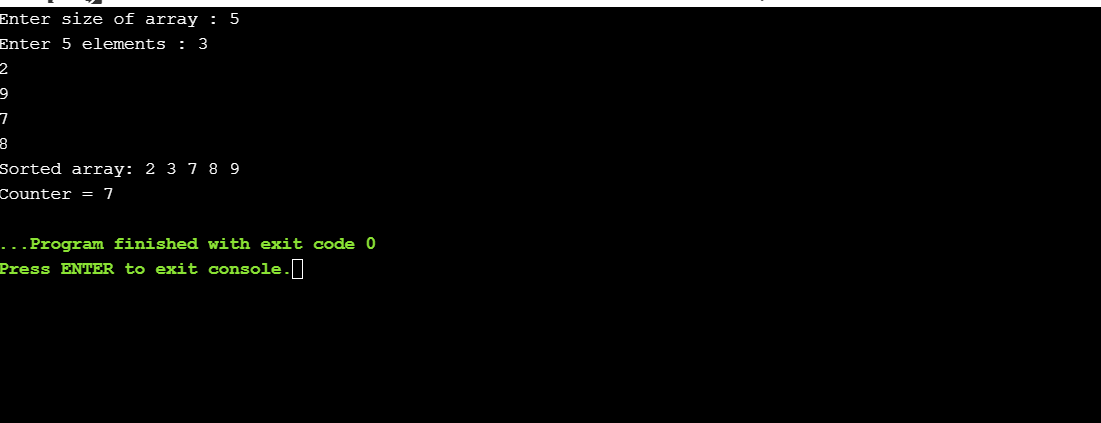 Enter size of array : 5
Enter 5 elements : 3
2
9
7
8
Sorted array: 2 3 7 8 9
Counter = 7
...Program finished with exit code 0
Press ENTER to exit console.